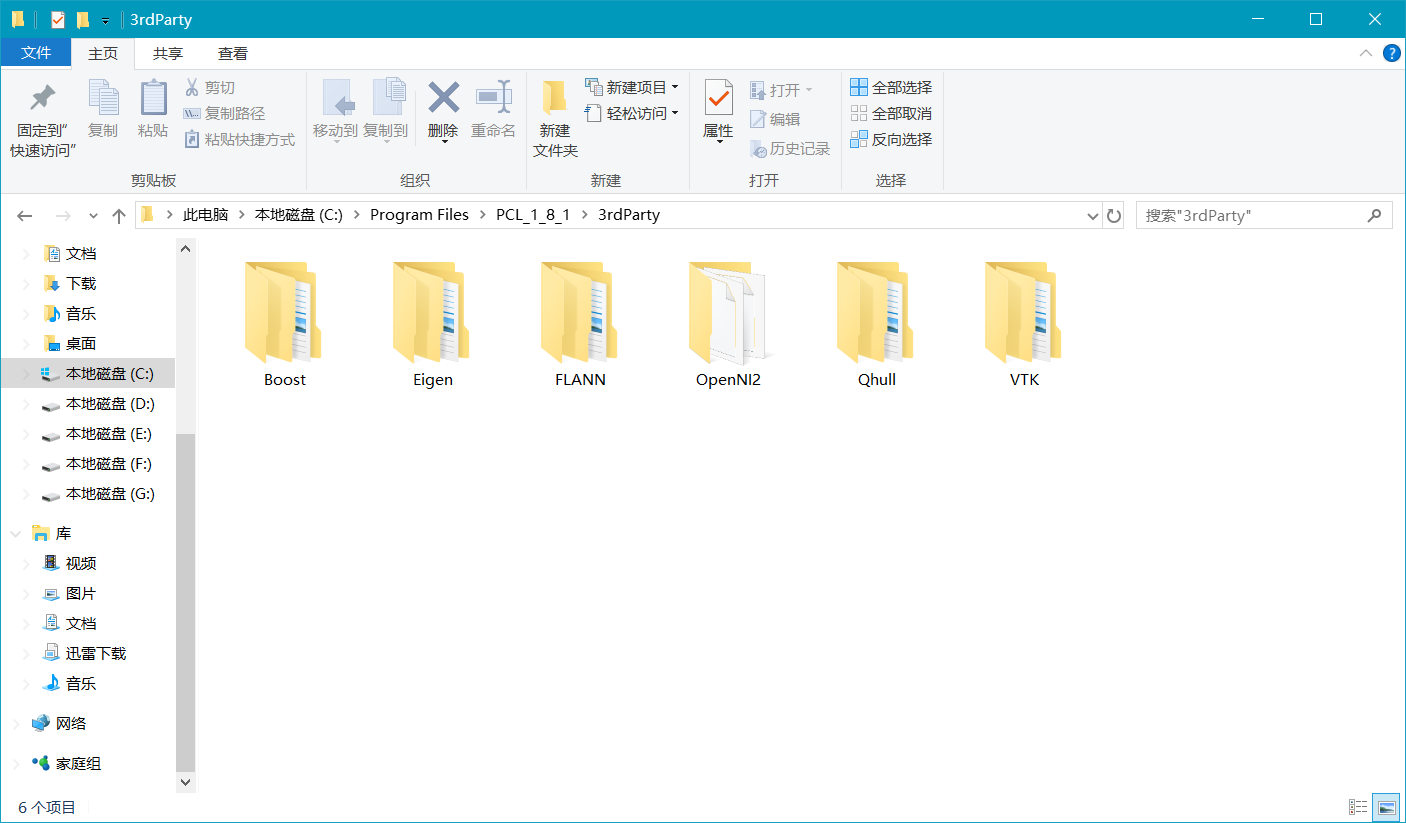 3rdParty
文件 主页 共享 查看
固定到"
快速访问"
复制
粘贴
剪切
复制路径
粘贴快捷方式
剪贴板
移动到
复制到
删除
重命名
组织
新建
文件夹
新建项目
轻松访问
新建
属性
打开
编辑
历史记录
打开
全部选择
全部取消
反向选择
选择
此电脑 > 本地磁盘 (C:) > Program Files > PCL_1_8_1 > 3rdParty
搜索"3rdParty"
文档
下载
音乐
桌面
本地磁盘 (C:)
本地磁盘 (D:)
本地磁盘 (E:)
本地磁盘 (F:)
本地磁盘 (G:)
库
视频
图片
文档
迅雷下载
音乐
网络
家庭组
Boost
Eigen
FLANN
OpenNI2
Qhull
VTK
6 个项目